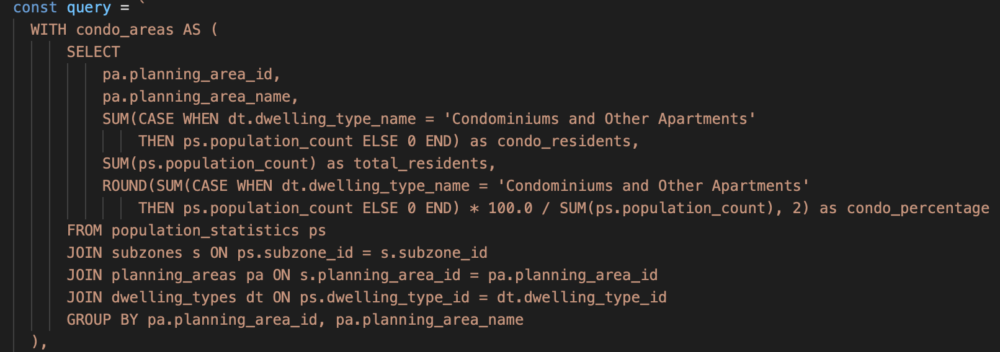 const query = `
WITH condo_areas AS (
SELECT
pa.planning_area_id,
pa.planning_area_name,
SUM(CASE WHEN dt.dwelling_type_name = 'Condominiums and Other Apartments'
THEN ps.population_count ELSE 0 END) as condo_residents,
SUM(ps.population_count) as total_residents,
ROUND(SUM(CASE WHEN dt.dwelling_type_name = 'Condominiums and Other Apartments'
THEN ps.population_count ELSE 0 END) * 100.0 / SUM(ps.population_count), 2) as condo_percentage
FROM population_statistics ps
JOIN subzones s ON ps.subzone_id = s.subzone_id
JOIN planning_areas pa ON s.planning_area_id = pa.planning_area_id
JOIN dwelling_types dt ON ps.dwelling_type_id = dt.dwelling_type_id
GROUP BY pa.planning_area_id, pa.planning_area_name
),